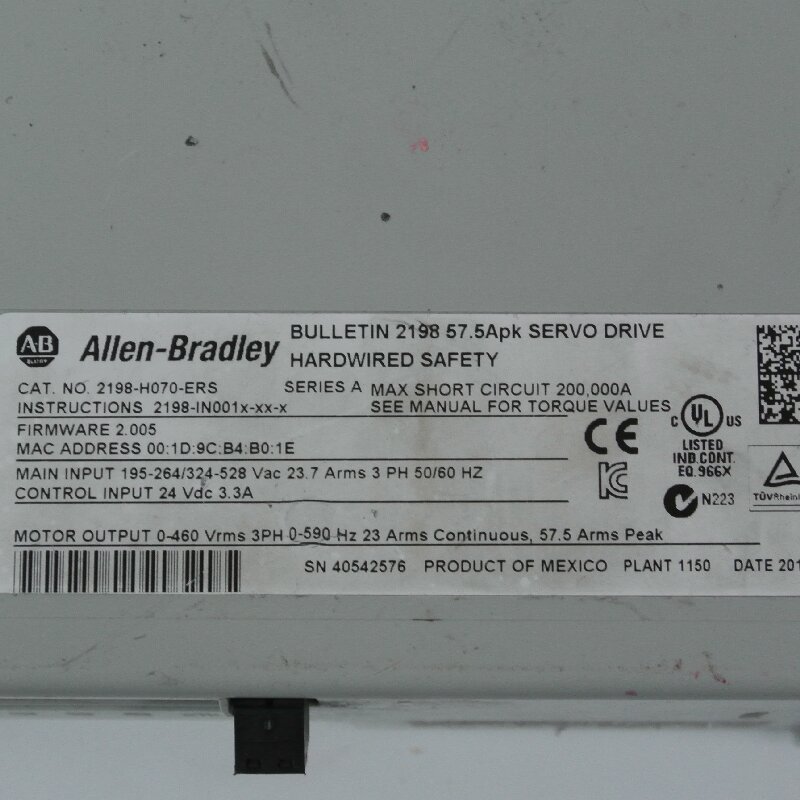 AB
Allen-Bradley
BULLETIN 2198 57.5Apk SERVO DRIVE
HARDWIRED SAFETY
CAT. NO. 2198-H070-ERS SERIES A MAX SHORT CIRCUIT 200,000A
INSTRUCTIONS 2198-IN001x-xx-x SEE MANUAL FOR TORQUE VALUES
FIRMWARE 2.005
MAC ADDRESS 00:1D:9C:B4:B0:1E
MAIN INPUT 195-264/324-528 Vac 23.7 Arms 3 PH 50/60 HZ
CONTROL INPUT 24 Vdc 3.3A
MOTOR OUTPUT 0-460 Vrms 3PH 0-590 Hz 23 Arms Continuous, 57.5 Arms Peak
SN 40542576 PRODUCT OF MEXICO PLANT 1150 DATE 201
CE
C UL US
LISTED
IND.CONT.
EQ.966X
N223
TÜVRheinl